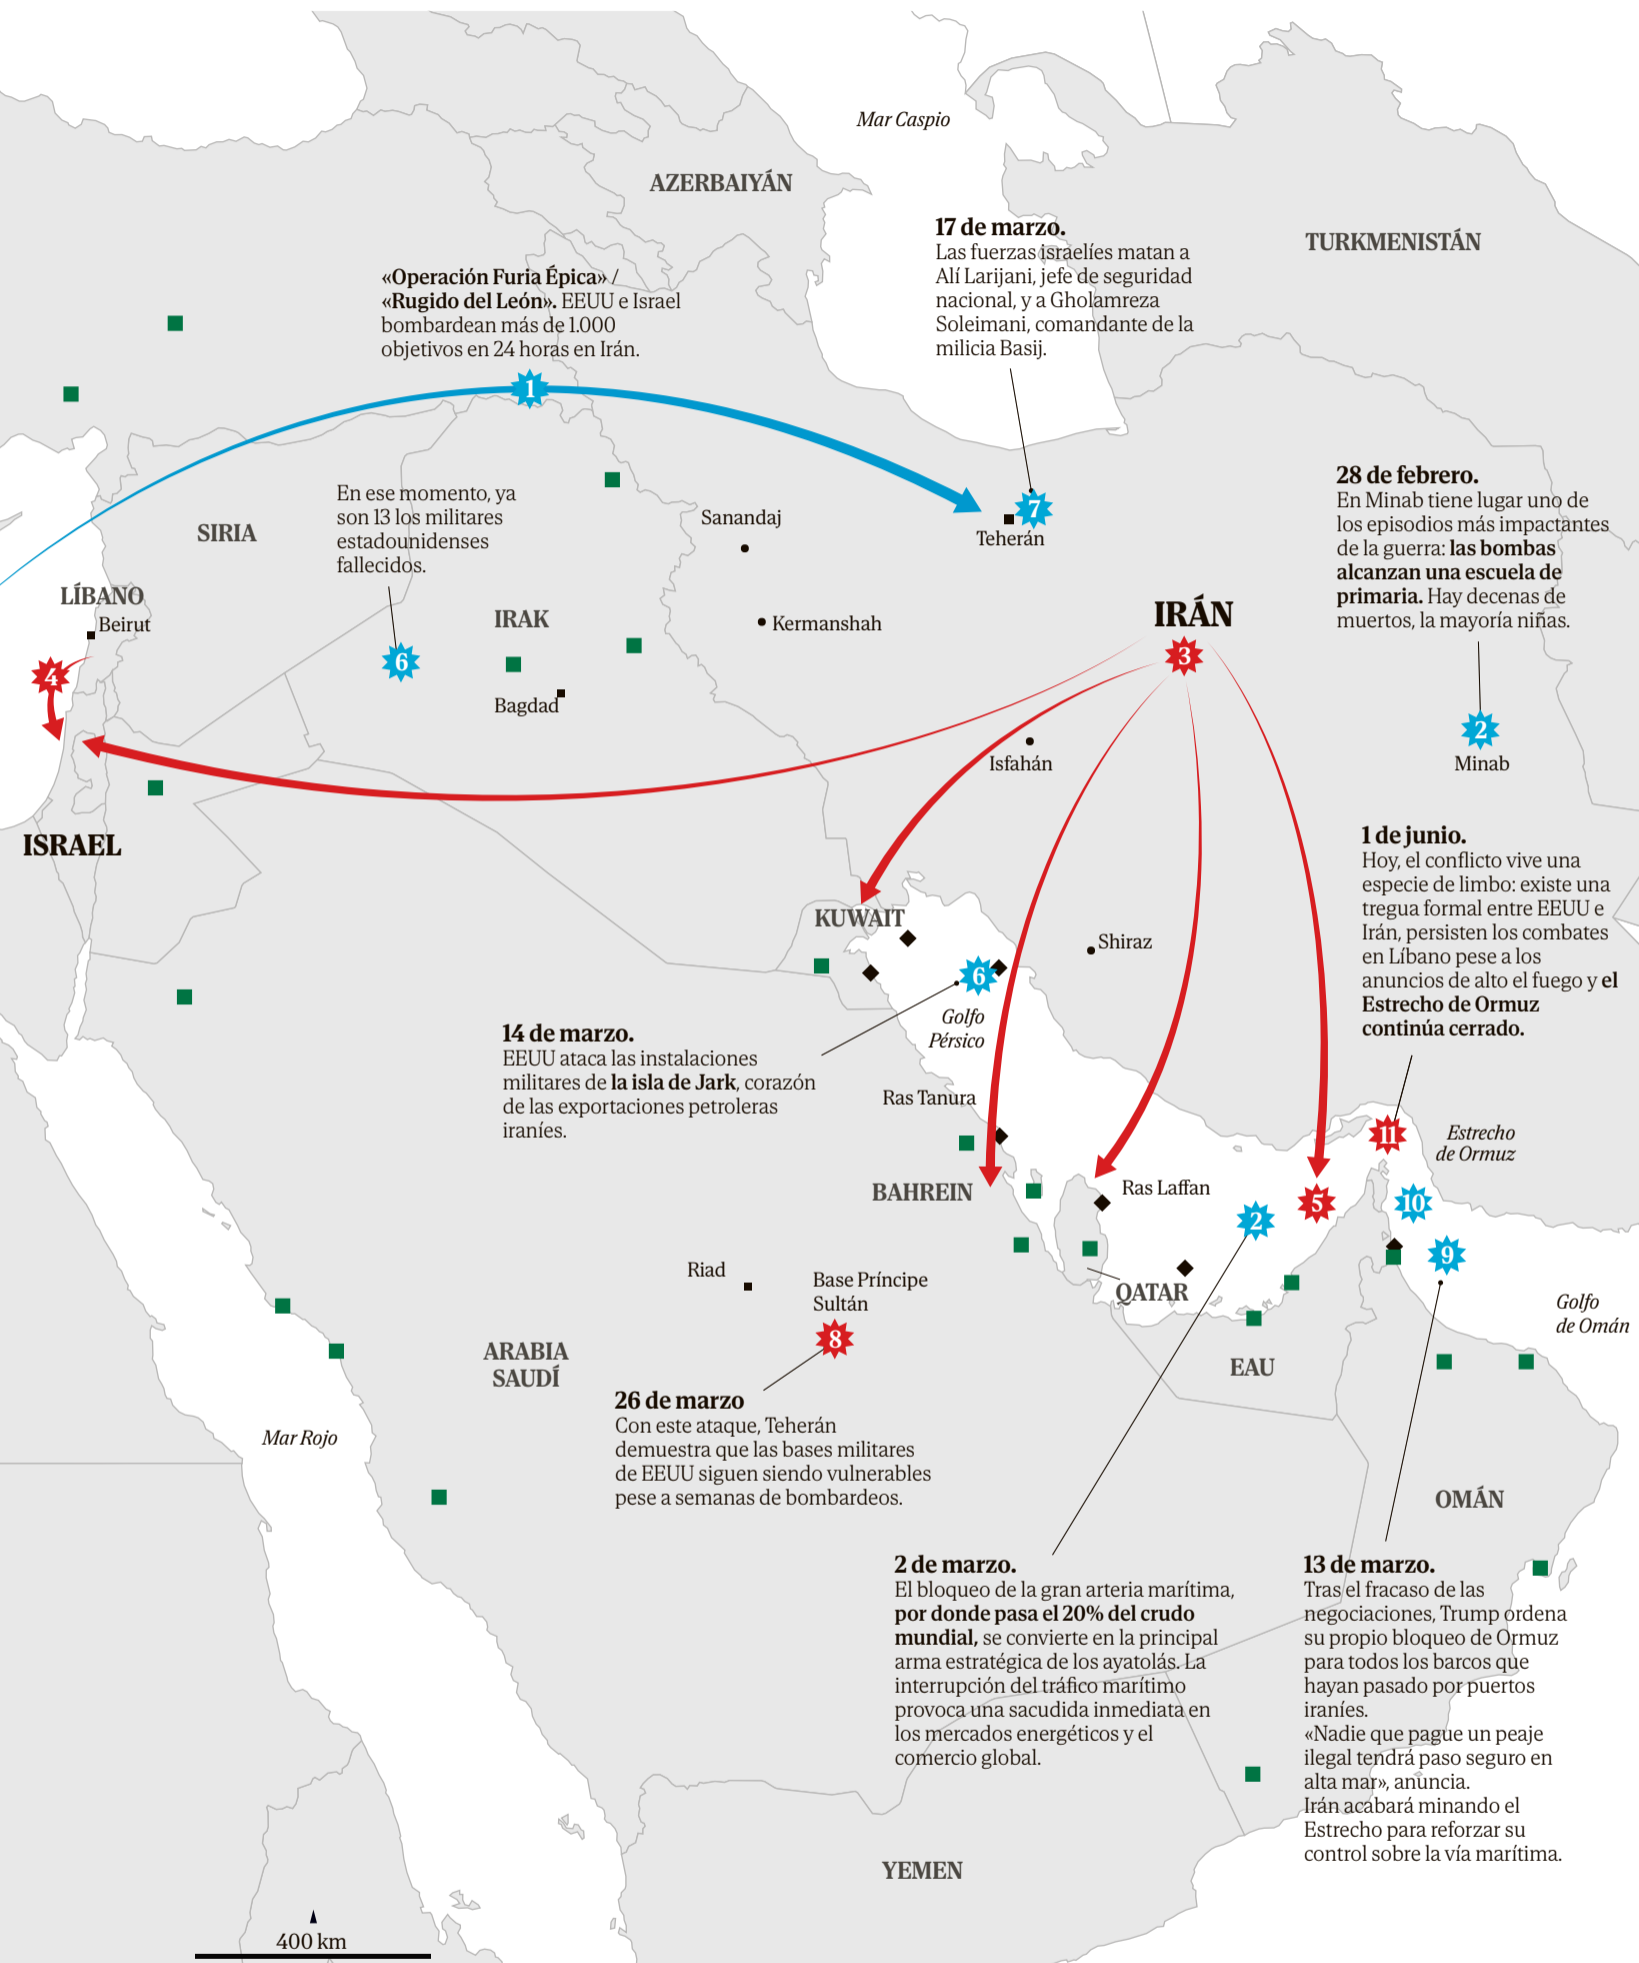 Mar Caspio
AZERBAIYÁN
17 de marzo.
Las fuerzas israelíes matan a
Alí Larijani, jefe de seguridad
nacional, y a Gholamreza
Soleimani, comandante de la
milicia Basij.
TURKMENISTÁN
«Operación Furia Épica» /
«Rugido del León». EEUU e Israel
bombardean más de 1.000
objetivos en 24 horas en Irán.
1
28 de febrero.
En Minab tiene lugar uno de
los episodios más impactantes
de la guerra: las bombas
alcanzan una escuela de
primaria. Hay decenas de
muertos, la mayoría niñas.
En ese momento, ya
son 13 los militares
estadounidenses
fallecidos.
SIRIA
Sanandaj
7
Teherán
LÍBANO
Beirut
IRAK
Kermanshah
IRÁN
3
4
6
Bagdad
2
Minab
Isfahán
ISRAEL
1 de junio.
Hoy, el conflicto vive una
especie de limbo: existe una
tregua formal entre EEUU e
Irán, persisten los combates
en Líbano pese a los
anuncios de alto el fuego y el
Estrecho de Ormuz
continúa cerrado.
KUWAIT
Shiraz
6
Golfo
Pérsico
14 de marzo.
EEUU ataca las instalaciones
militares de la isla de Jark, corazón
de las exportaciones petroleras
iraníes.
Ras Tanura
11
Estrecho
de Ormuz
BAHREIN
Ras Laffan
2
5
10
9
Riad
Base Príncipe
Sultán
QATAR
Golfo
de Omán
8
ARABIA
SAUDÍ
EAU
26 de marzo
Con este ataque, Teherán
demuestra que las bases militares
de EEUU siguen siendo vulnerables
pese a semanas de bombardeos.
Mar Rojo
OMÁN
2 de marzo.
El bloqueo de la gran arteria marítima,
por donde pasa el 20% del crudo
mundial, se convierte en la principal
arma estratégica de los ayatolás. La
interrupción del tráfico marítimo
provoca una sacudida inmediata en
los mercados energéticos y el
comercio global.
13 de marzo.
Tras el fracaso de las
negociaciones, Trump ordena
su propio bloqueo de Ormuz
para todos los barcos que
hayan pasado por puertos
iraníes.
«Nadie que pague un peaje
ilegal tendrá paso seguro en
alta mar», anuncia.
Irán acabará minando el
Estrecho para reforzar su
control sobre la vía marítima.
YEMEN
400 km